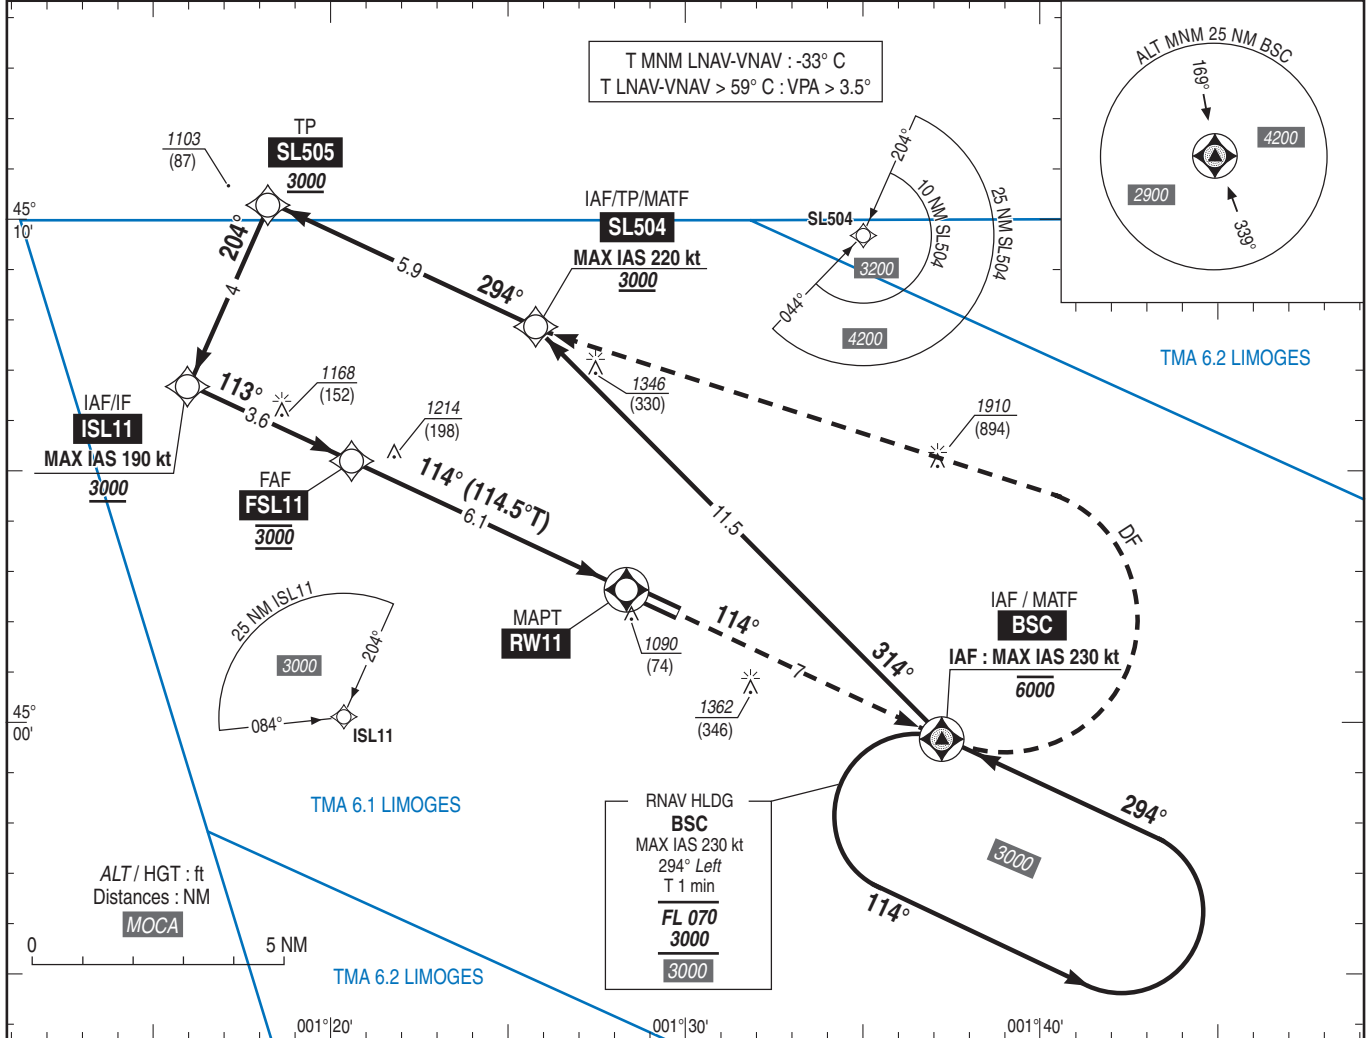 T MNM LNAV-VNAV : -33° C
T LNAV-VNAV > 59° C : VPA > 3.5°
ALT MNM 25 NM BSC
169°
4200
2900
339°
1103
(87)
TP
SL505
3000
45°
10'
204°
4
5.9
294°
IAF/TP/MATF
SL504
MAX IAS 220 kt
3000
204°
SL504
10 NM SL504
25 NM SL504
3200
044°
4200
TMA 6.2 LIMOGES
IAF/IF
ISL11
MAX IAS 190 kt
3000
113°
3.6
1168
(152)
1214
(198)
1346
(330)
1910
(894)
FAF
FSL11
3000
114° (114.5°T)
6.1
11.5
DF
25 NM ISL11
3000
204°
084°
ISL11
MAPT
RW11
1090
(74)
114°
7
1362
(346)
314°
IAF / MATF
BSC
IAF : MAX IAS 230 kt
6000
45°
00'
TMA 6.1 LIMOGES
RNAV HLDG
BSC
MAX IAS 230 kt
294° Left
T 1 min
FL 070
3000
3000
294°
3000
114°
ALT / HGT : ft
Distances : NM
MOCA
0
5 NM
TMA 6.2 LIMOGES
001°20'
001°30'
001°40'